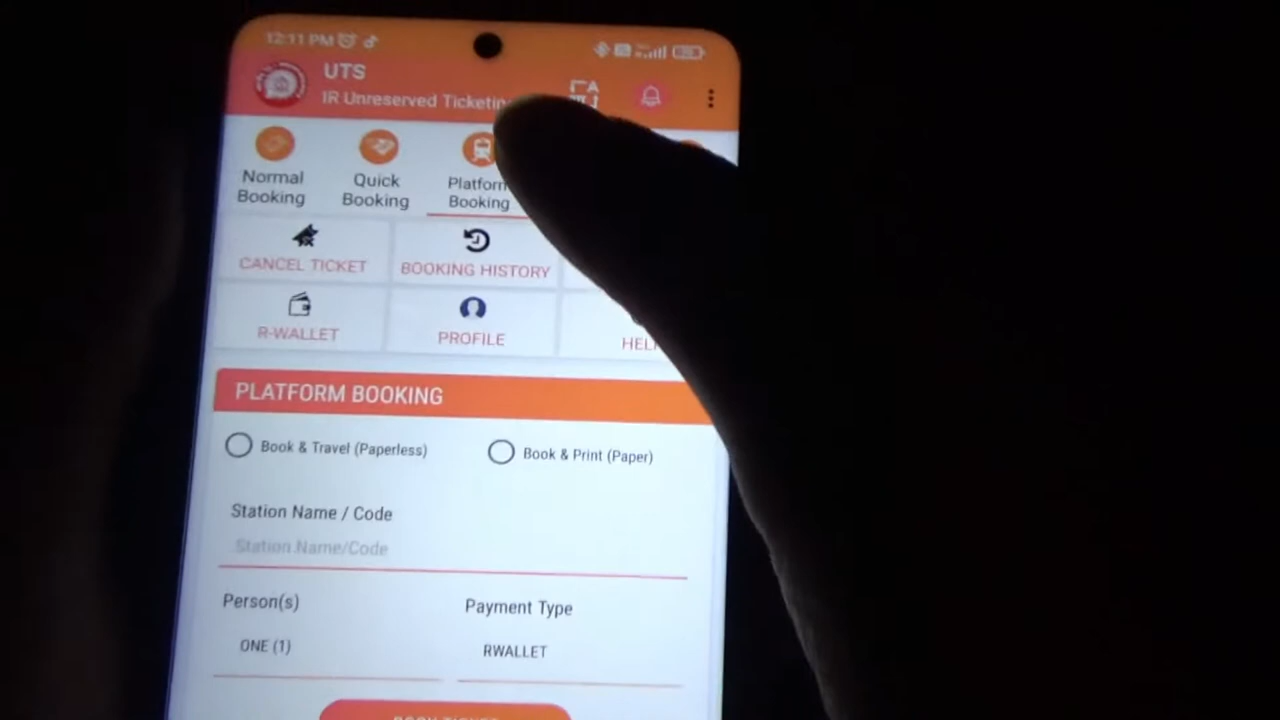 12:11 PM
UTS
IR Unreserved
Normal
Booking
Quick
Booking
Platform
Booking
CANCEL TICKET
BOOKING HISTORY
R-WALLET
PROFILE
PLATFORM BOOKING
Book & Travel (Paperless)
Book & Print (Paper)
Station Name / Code
Station Name/Code
Person(s)
Payment Type
ONE (1)
RWALLET